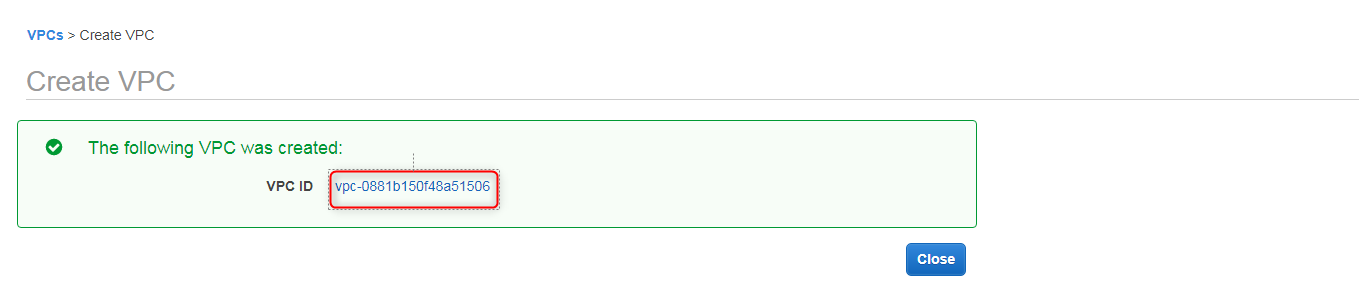 VPCs > Create VPC
Create VPC
The following VPC was created:
VPC ID vpc-0881b150f48a51506
Close